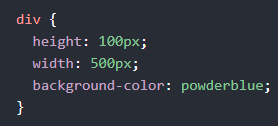 div {
  height: 100px;
  width: 500px;
  background-color: powderblue;
}